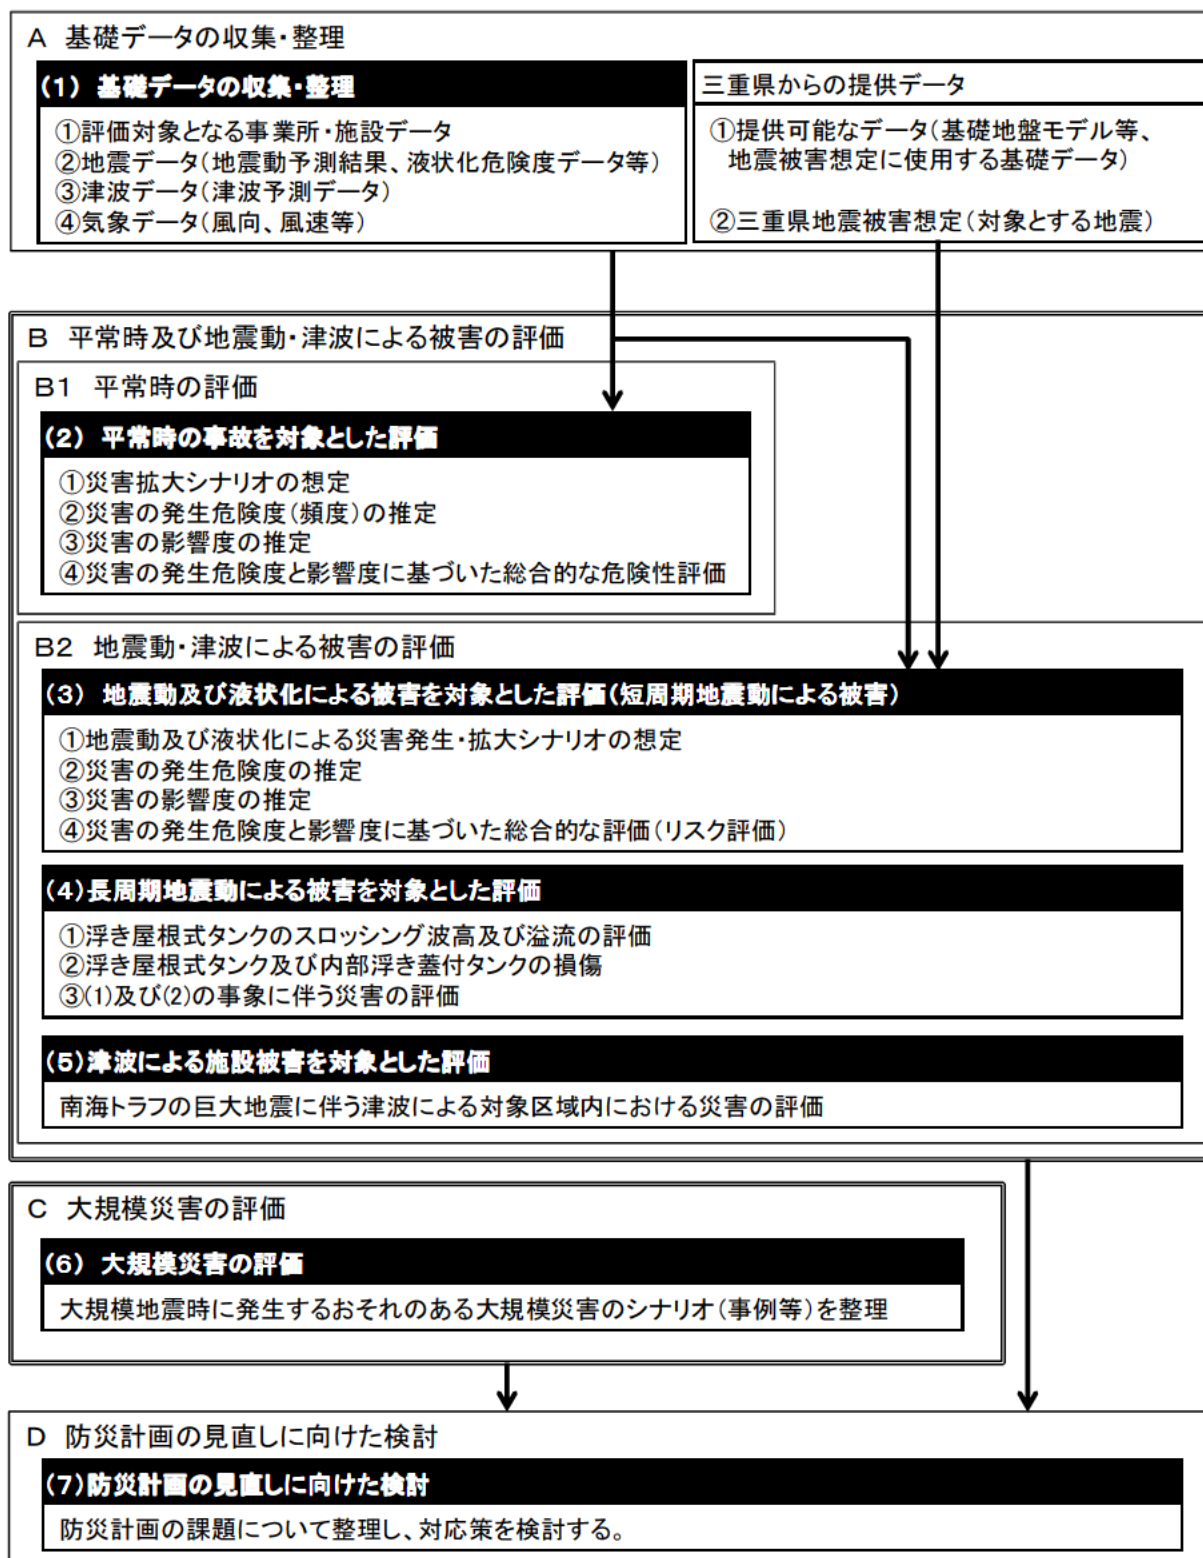 A 基礎データの収集・整理
(1) 基礎データの収集・整理
①評価対象となる事業所・施設データ
②地震データ(地震動予測結果、液状化危険度データ等)
③津波データ(津波予測データ)
④気象データ(風向、風速等)
三重県からの提供データ
①提供可能なデータ(基礎地盤モデル等、
地震被害想定に使用する基礎データ)
②三重県地震被害想定(対象とする地震)
B 平常時及び地震動・津波による被害の評価
B1 平常時の評価
(2) 平常時の事故を対象とした評価
①災害拡大シナリオの想定
②災害の発生危険度(頻度)の推定
③災害の影響度の推定
④災害の発生危険度と影響度に基づいた総合的な危険性評価
B2 地震動・津波による被害の評価
(3) 地震動及び液状化による被害を対象とした評価(短周期地震動による被害)
①地震動及び液状化による災害発生・拡大シナリオの想定
②災害の発生危険度の推定
③災害の影響度の推定
④災害の発生危険度と影響度に基づいた総合的な評価(リスク評価)
(4)長周期地震動による被害を対象とした評価
①浮き屋根式タンクのスロッシング波高及び溢流の評価
②浮き屋根式タンク及び内部浮き蓋付タンクの損傷
③(1)及び(2)の事象に伴う災害の評価
(5)津波による施設被害を対象とした評価
南海トラフの巨大地震に伴う津波による対象区域内における災害の評価
C 大規模災害の評価
(6) 大規模災害の評価
大規模地震時に発生するおそれのある大規模災害のシナリオ(事例等)を整理
D 防災計画の見直しに向けた検討
(7)防災計画の見直しに向けた検討
防災計画の課題について整理し、対応策を検討する。